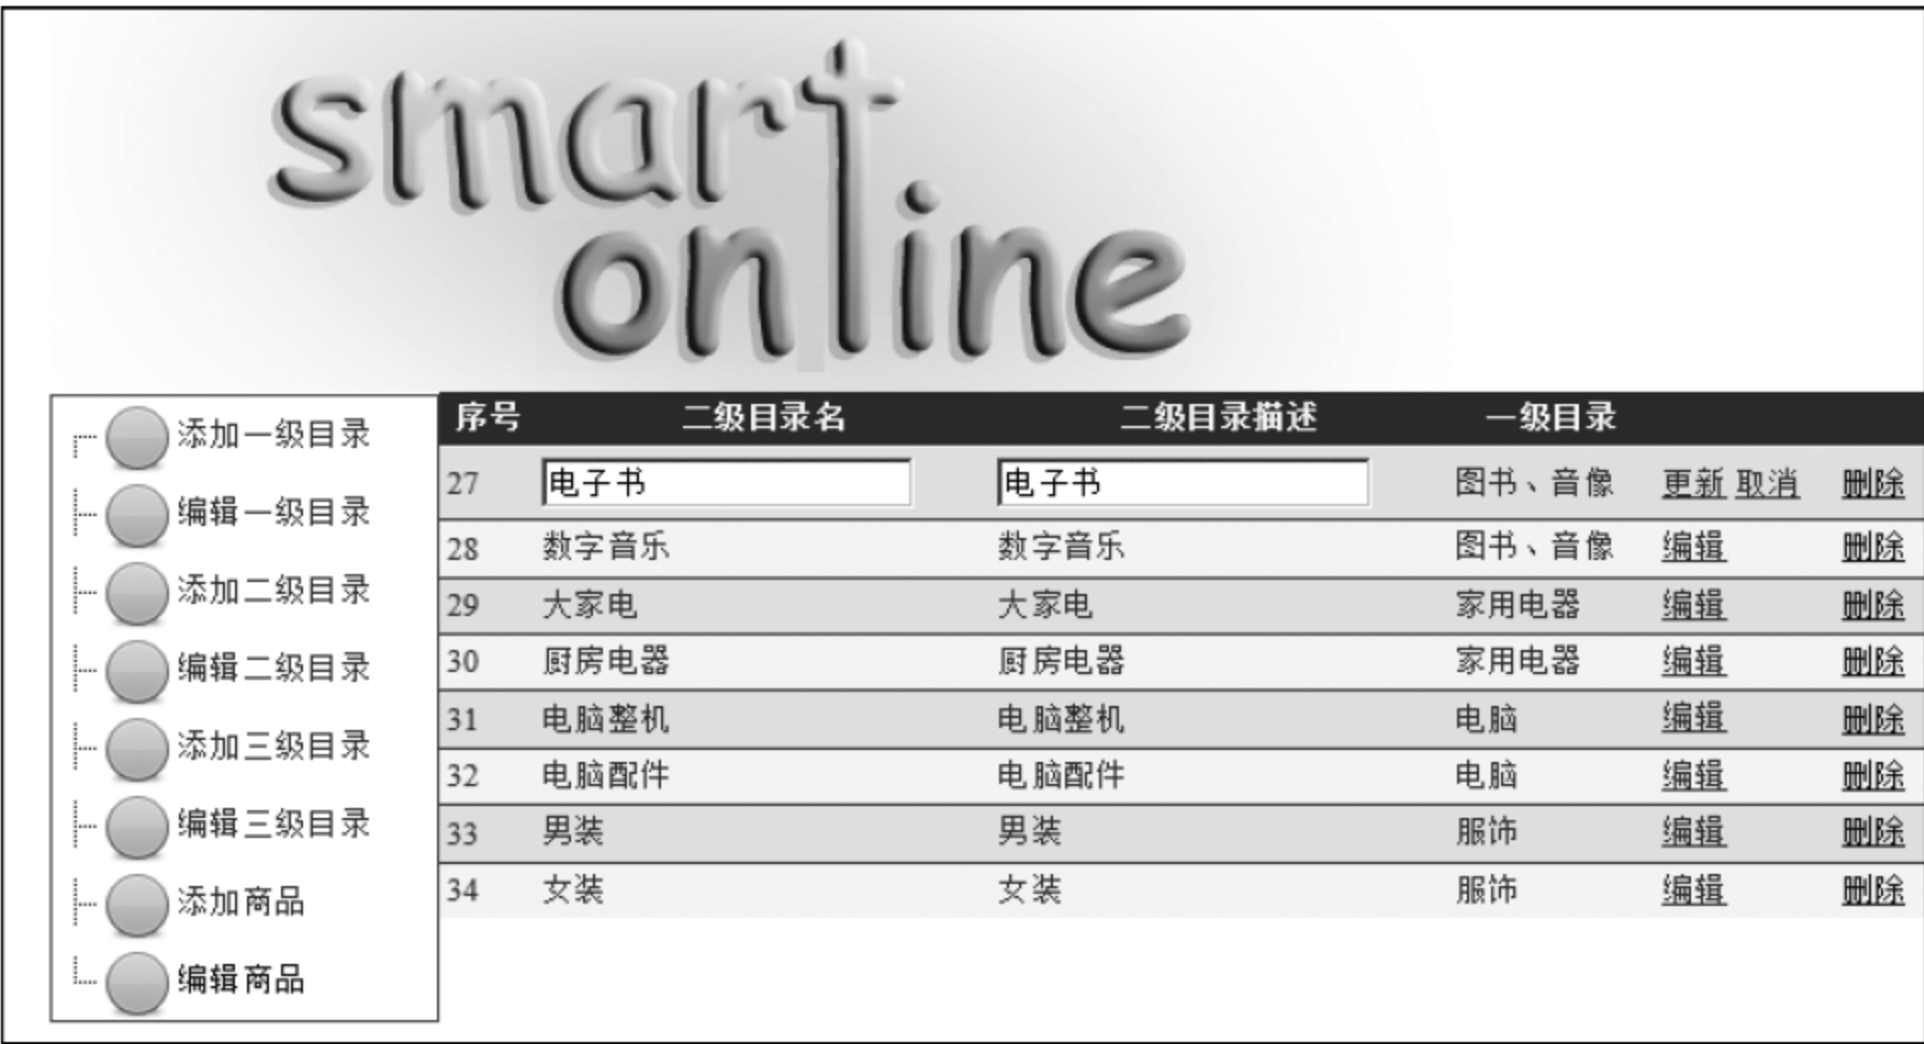 smart
online
添加一级目录
编辑一级目录
添加二级目录
编辑二级目录
添加三级目录
编辑三级目录
添加商品
编辑商品
序号 二级目录名 二级目录描述 一级目录
27 电子书 电子书 图书、音像 更新 取消 删除
28 数字音乐 数字音乐 图书、音像 编辑 删除
29 大家电 大家电 家用电器 编辑 删除
30 厨房电器 厨房电器 家用电器 编辑 删除
31 电脑整机 电脑整机 电脑 编辑 删除
32 电脑配件 电脑配件 电脑 编辑 删除
33 男装 男装 服饰 编辑 删除
34 女装 女装 服饰 编辑 删除